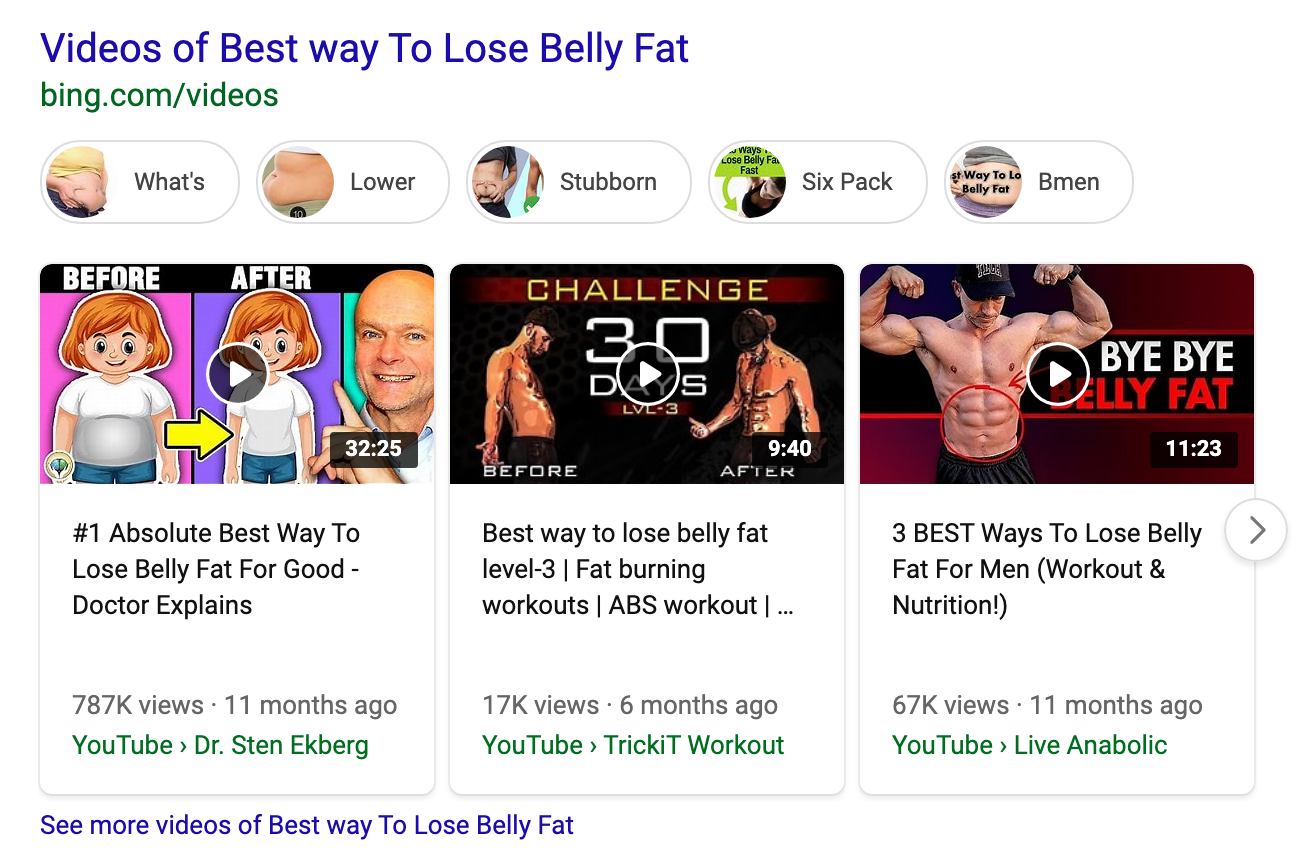 Videos of Best way To Lose Belly Fat
bing.com/videos
What's
Lower
Stubborn
Six Pack
Bmen
10
Ways
Lose Belly Fat
Fast
st Way To Lo
Belly Fat
BEFORE
AFTER
32:25
CHALLENGE
30
DAYS
LVL-3
BEFORE
AFTER
9:40
BYE BYE
BELLY FAT
11:23
#1 Absolute Best Way To
Lose Belly Fat For Good -
Doctor Explains
787K views · 11 months ago
YouTube › Dr. Sten Ekberg
Best way to lose belly fat
level-3 | Fat burning
workouts | ABS workout | ...
17K views · 6 months ago
YouTube › TrickiT Workout
3 BEST Ways To Lose Belly
Fat For Men (Workout &
Nutrition!)
67K views · 11 months ago
YouTube › Live Anabolic
See more videos of Best way To Lose Belly Fat